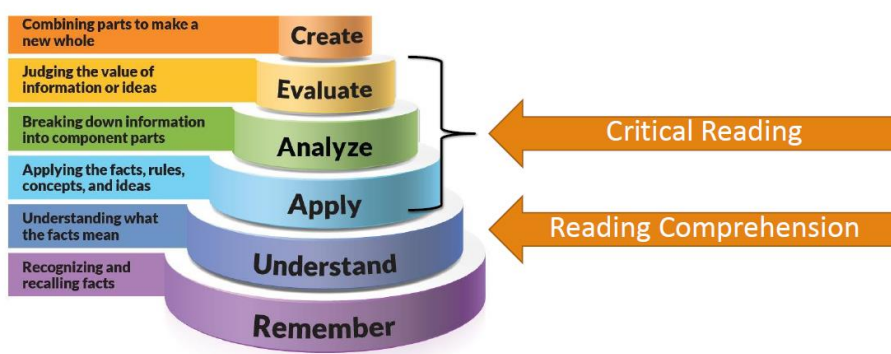 Combining parts to make a
new whole
Create
Judging the value of
information or ideas
Evaluate
Breaking down information
into component parts
Analyze
Critical Reading
Applying the facts, rules,
concepts, and ideas
Apply
Understanding what
the facts mean
Understand
Reading Comprehension
Recognizing and
recalling facts
Remember